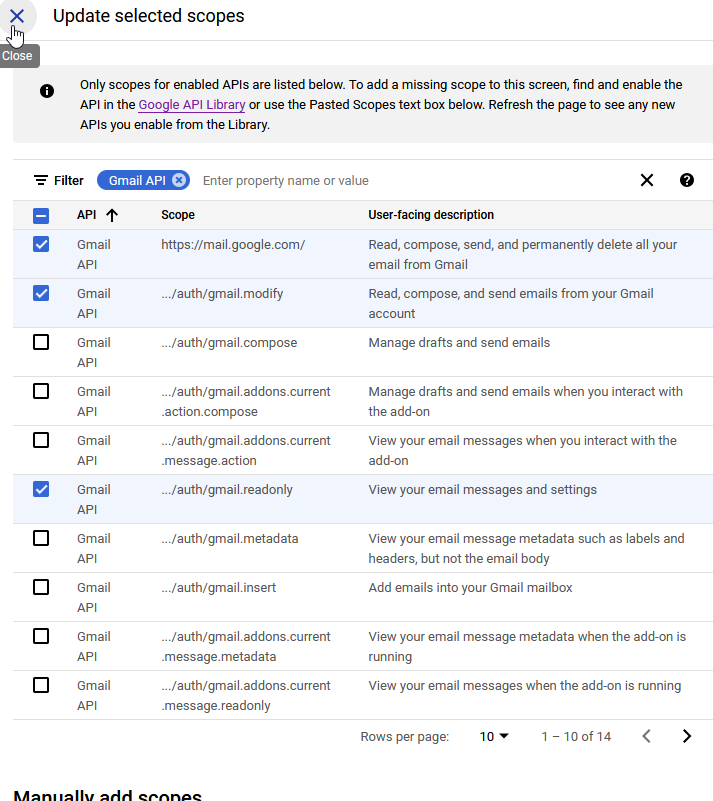 Update selected scopes
Close
Only scopes for enabled APIs are listed below. To add a missing scope to this screen, find and enable the
API in the Google API Library or use the Pasted Scopes text box below. Refresh the page to see any new
APIs you enable from the Library.
Filter Gmail API Enter property name or value
API Scope User-facing description
Gmail API https://mail.google.com/ Read, compose, send, and permanently delete all your
email from Gmail
Gmail API .../auth/gmail.modify Read, compose, and send emails from your Gmail
account
Gmail API .../auth/gmail.compose Manage drafts and send emails
Gmail API .../auth/gmail.addons.current Manage drafts and send emails when you interact with
.action.compose the add-on
Gmail API .../auth/gmail.addons.current View your email messages when you interact with the
.message.action add-on
Gmail API .../auth/gmail.readonly View your email messages and settings
Gmail API .../auth/gmail.metadata View your email message metadata such as labels and
headers, but not the email body
Gmail API .../auth/gmail.insert Add emails into your Gmail mailbox
Gmail API .../auth/gmail.addons.current View your email message metadata when the add-on is
.message.metadata running
Gmail API .../auth/gmail.addons.current View your email messages when the add-on is running
.message.readonly
Rows per page: 10 1 – 10 of 14
Manually add scopes